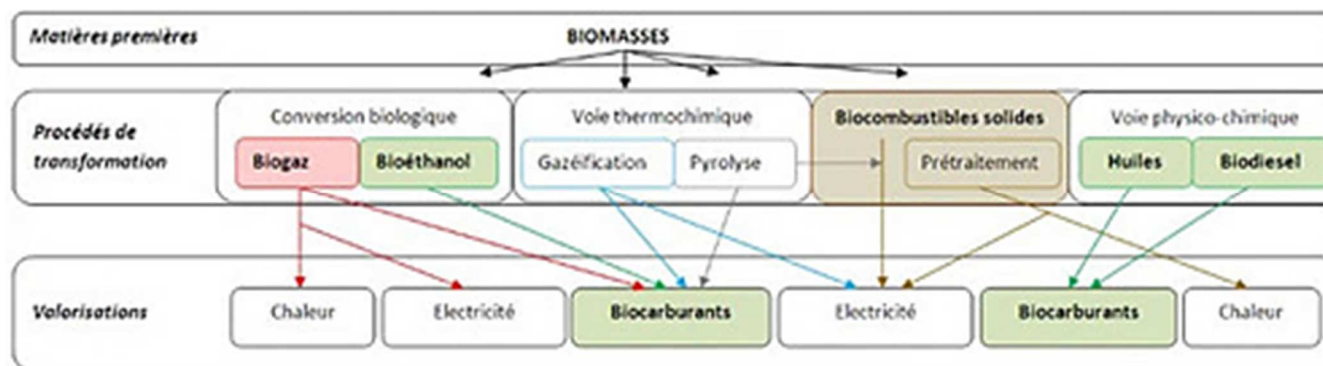 Matières premières
BIOMASSES
Procédés de
transformation
Conversion biologique
Biogaz
Bioéthanol
Voie thermochimique
Gazéification
Pyrolyse
Biocombustibles solides
Prétraitement
Voie physico-chimique
Huiles
Biodiesel
Valorisations
Chaleur
Electricité
Biocarburants
Electricité
Biocarburants
Chaleur